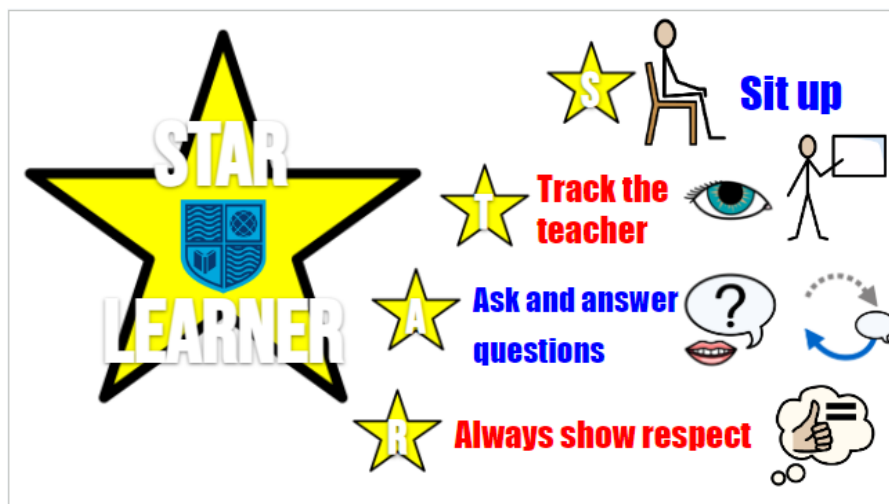 STAR
LEARNER
S
Sit up
T
Track the
teacher
A
Ask and answer
?
questions
R
Always show respect
=